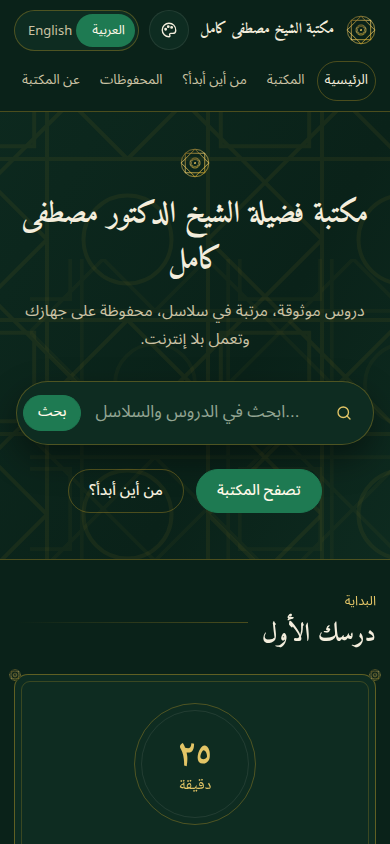 مكتبة الشيخ مصطفى كامل
العربية English
الرئيسية المكتبة من أين أبدأ؟ المحفوظات عن المكتبة
مكتبة فضيلة الشيخ الدكتور مصطفى
كامل
دروس موثوقة، مرتبة في سلاسل، محفوظة على جهازك
وتعمل بلا إنترنت.
ابحث في الدروس والسلاسل... بحث
تصفح المكتبة من أين أبدأ؟
البداية
درسك الأول
٢٥
دقيقة